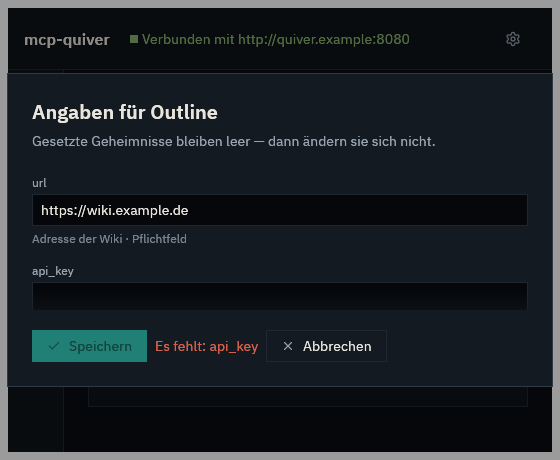 mcp-quiver
Verbunden mit http://quiver.example:8080
Angaben für Outline
Gesetzte Geheimnisse bleiben leer — dann ändern sie sich nicht.
url
https://wiki.example.de
Adresse der Wiki · Pflichtfeld
api_key
Speichern
Es fehlt: api_key
Abbrechen